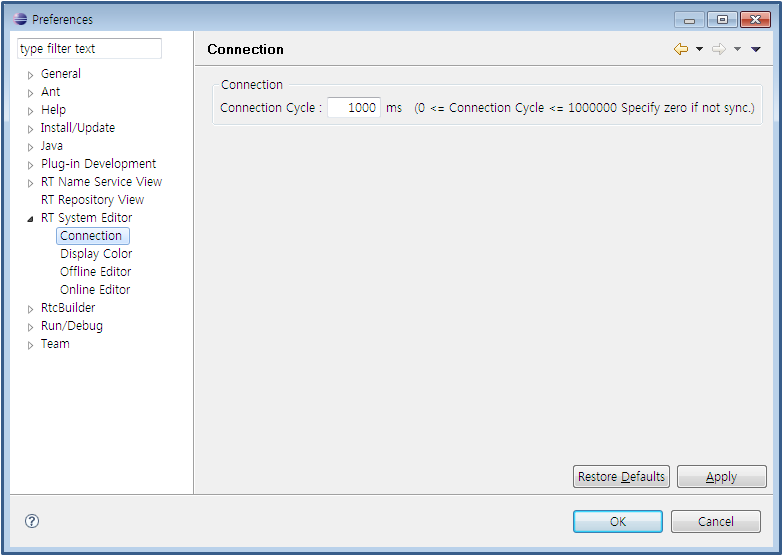 Preferences
type filter text
General
Ant
Help
Install/Update
Java
Plug-in Development
RT Name Service View
RT Repository View
RT System Editor
Connection
Display Color
Offline Editor
Online Editor
RtcBuilder
Run/Debug
Team
Connection
Connection
Connection Cycle : 1000 ms (0 <= Connection Cycle <= 1000000 Specify zero if not sync.)
Restore Defaults Apply
? OK Cancel